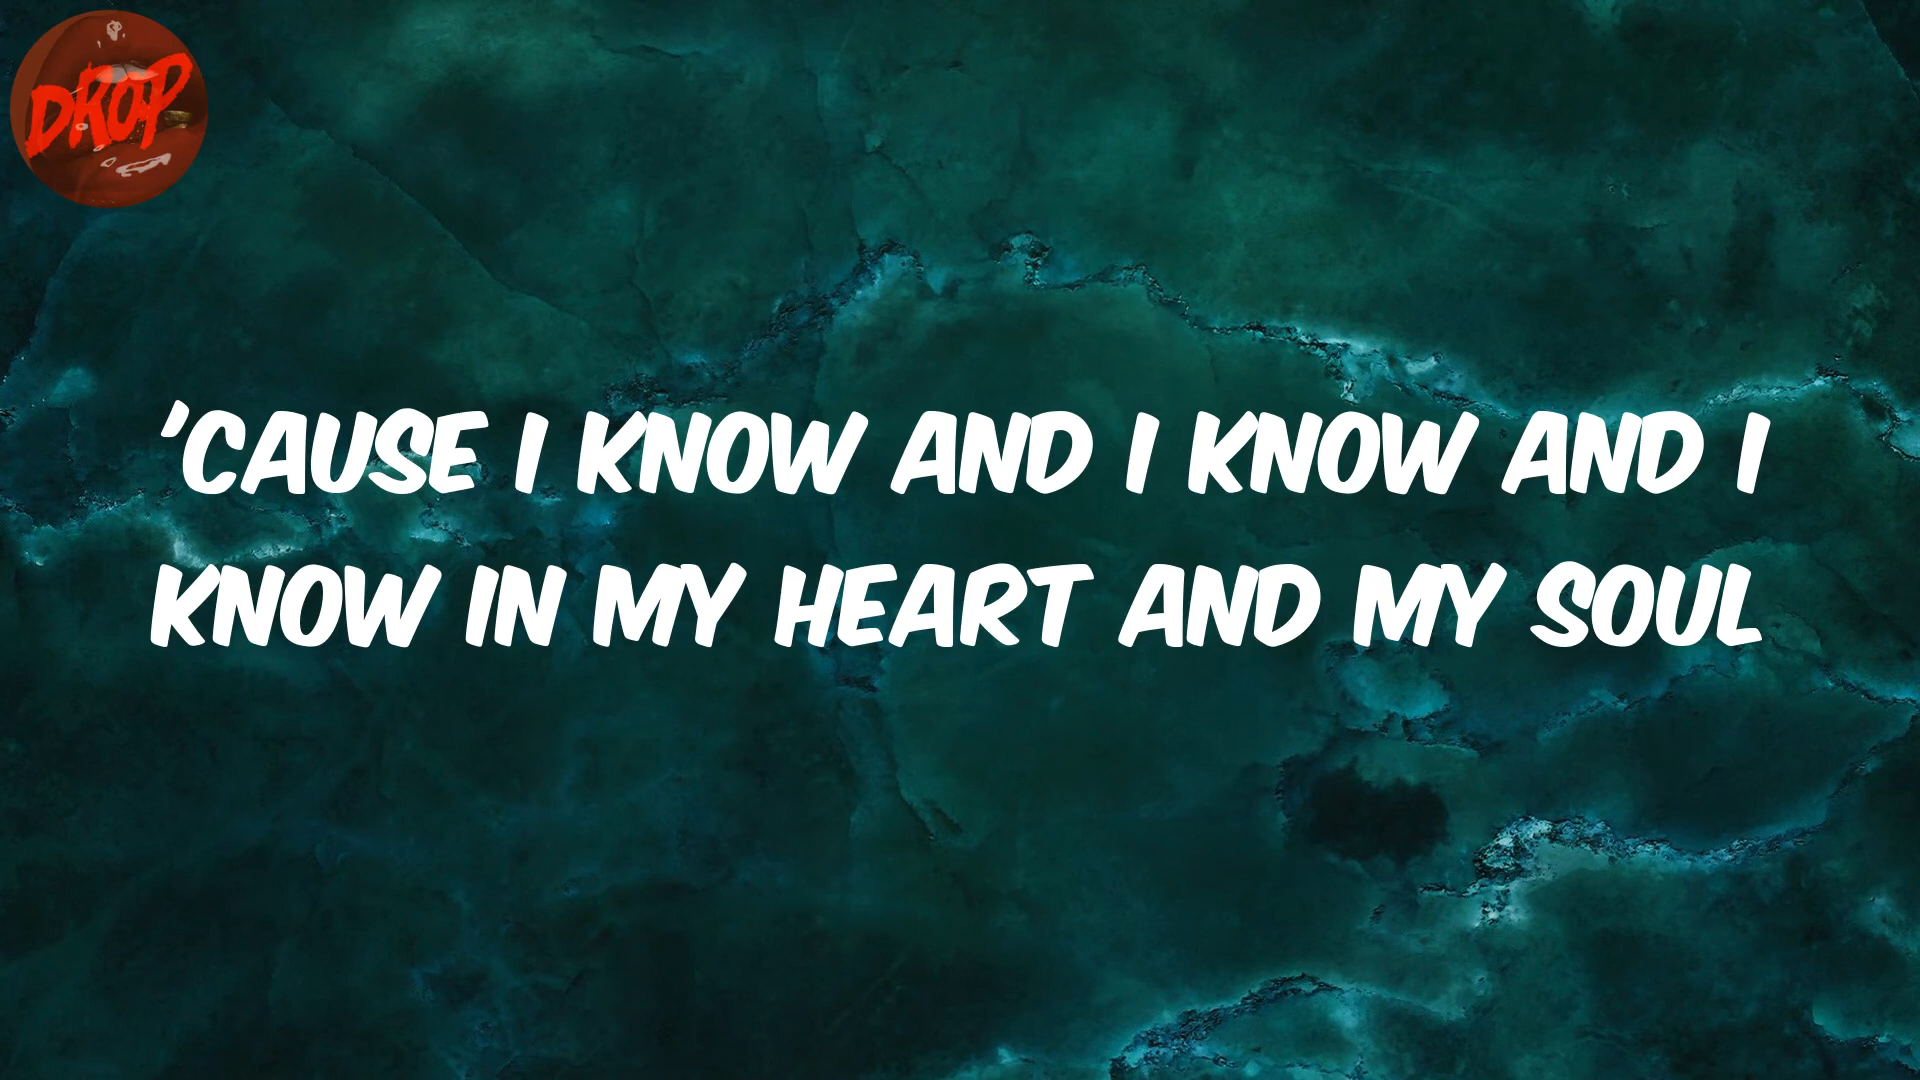 DROP
'CAUSE I KNOW AND I KNOW AND I
KNOW IN MY HEART AND MY SOUL